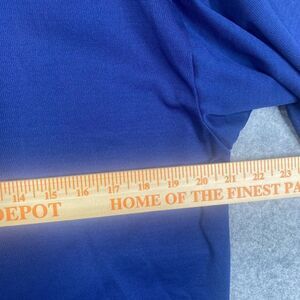 14 15 16 17 18 19 20 21 22 23
DEPOT HOME OF THE FINEST PA